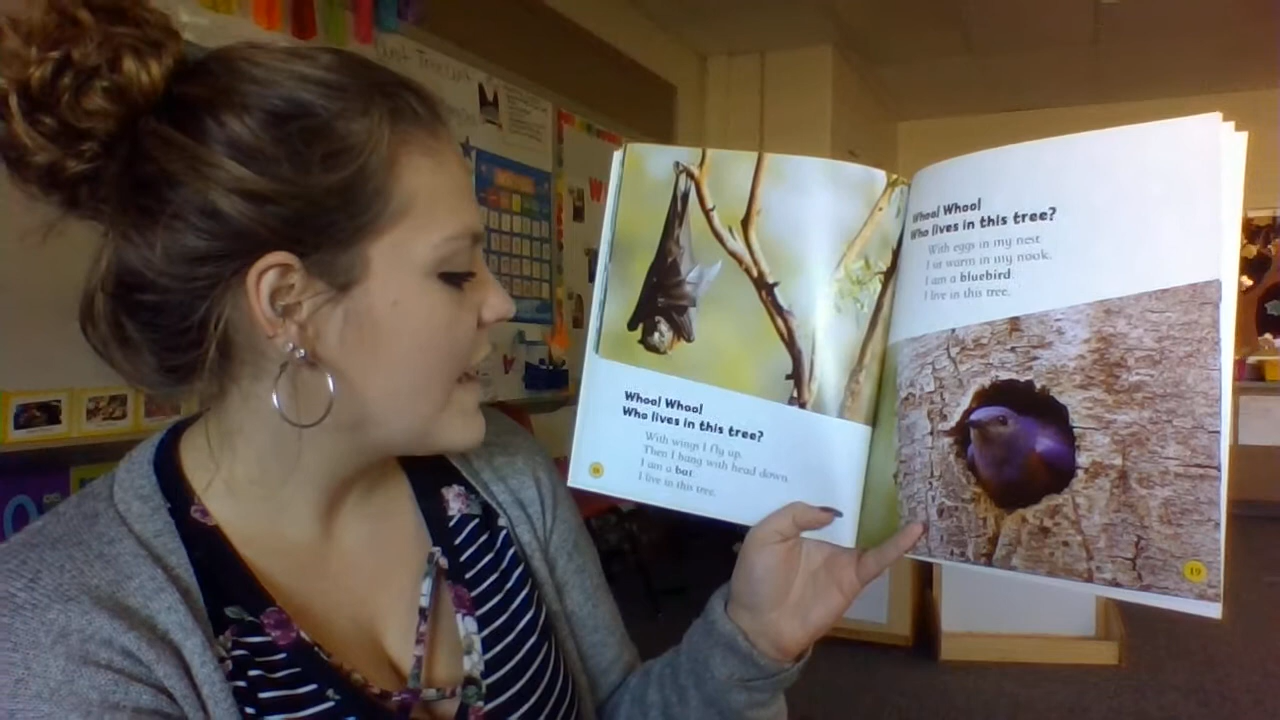 Whoo! Whoo!
Who lives in this tree?
With wings I fly up.
Then I hang with head down.
I am a bat.
I live in this tree.
18
Whoo! Whoo!
Who lives in this tree?
With eggs in my nest
I sit warm in my nook.
I am a bluebird.
I live in this tree.
19